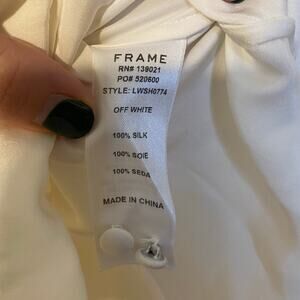 FRAME
RN# 139021
PO# 520600
STYLE: LWSH0774
OFF WHITE
100% SILK
100% SOIE
100% SEDA
MADE IN CHINA